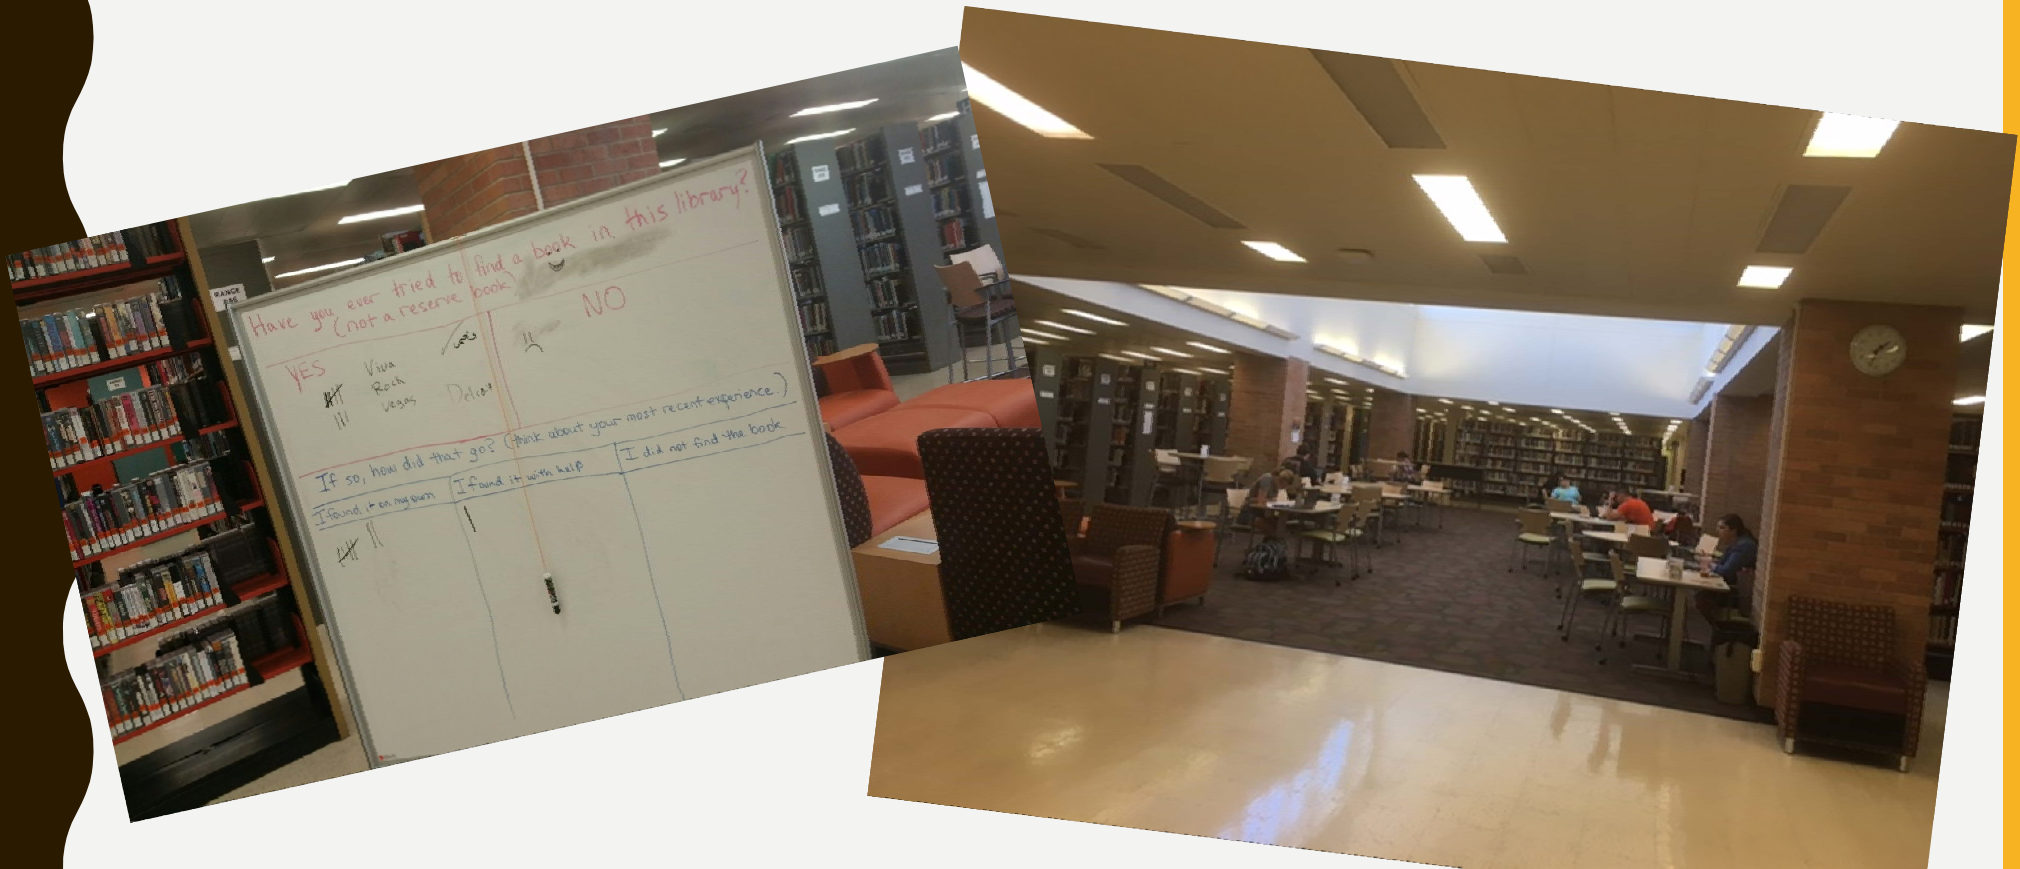 Have you ever tried to find a book in this library?
(not a reserve book)
YES
NO
Viva
Rock
Vegas
If so, how did that go? (think about your most recent experience.)
I found it on my own
I found it with help
I did not find the book
RANGE